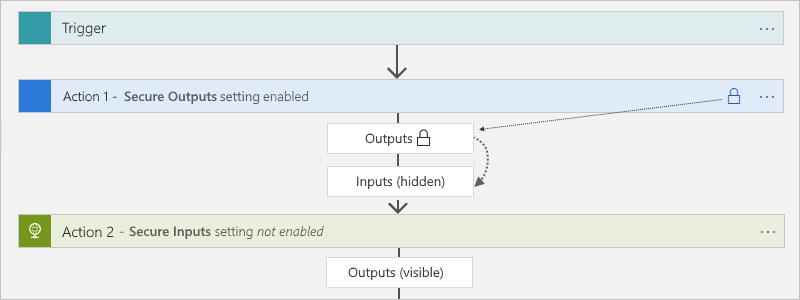 Trigger
Action 1 - Secure Outputs setting enabled
Outputs
Inputs (hidden)
Action 2 - Secure Inputs setting not enabled
Outputs (visible)